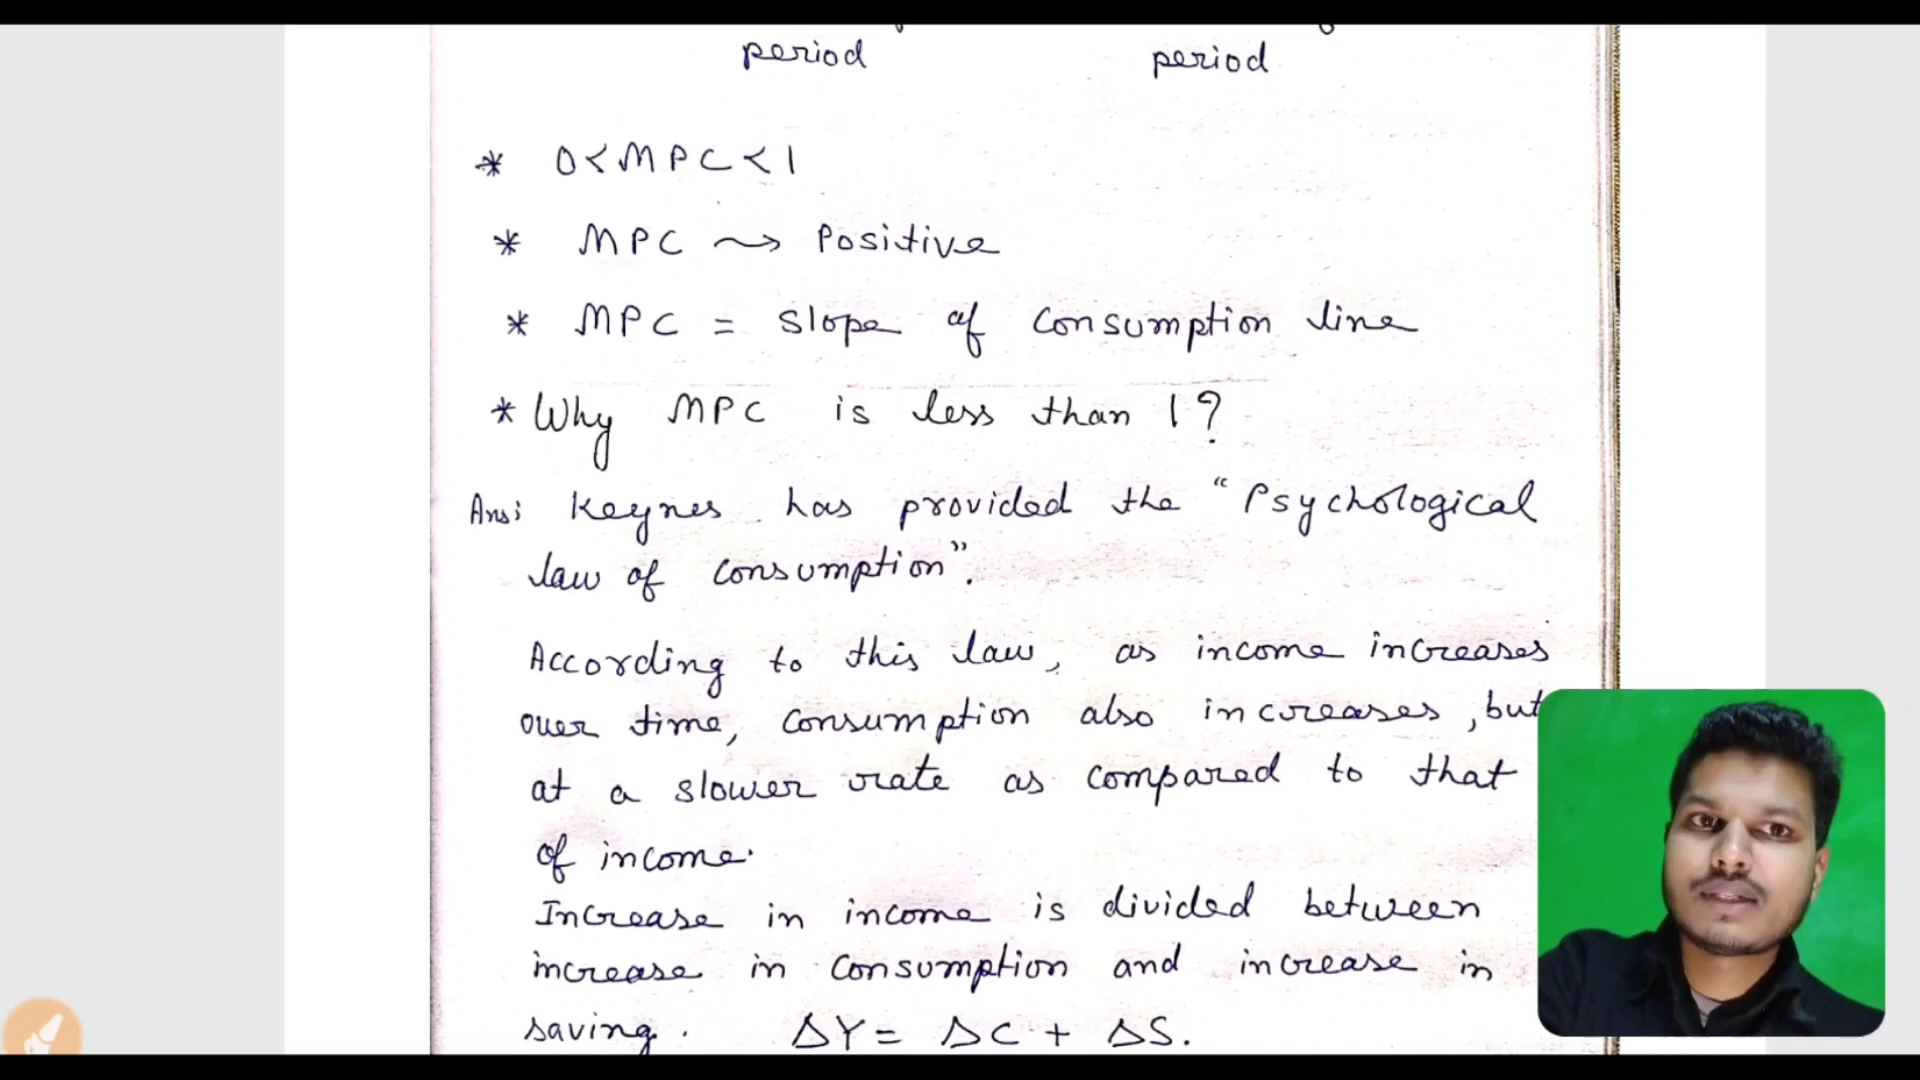 period period
* 0<MPC<1
* MPC ⇝ Positive
* MPC = Slope of Consumption line
* Why MPC is less than 1?
Ans: Keynes has provided the "Psychological
law of consumption".
According to this law, as income increases
over time, consumption also increases, but
at a slower rate as compared to that
of income.
Increase in income is divided between
increase in consumption and increase in
saving. ΔY = ΔC + ΔS.